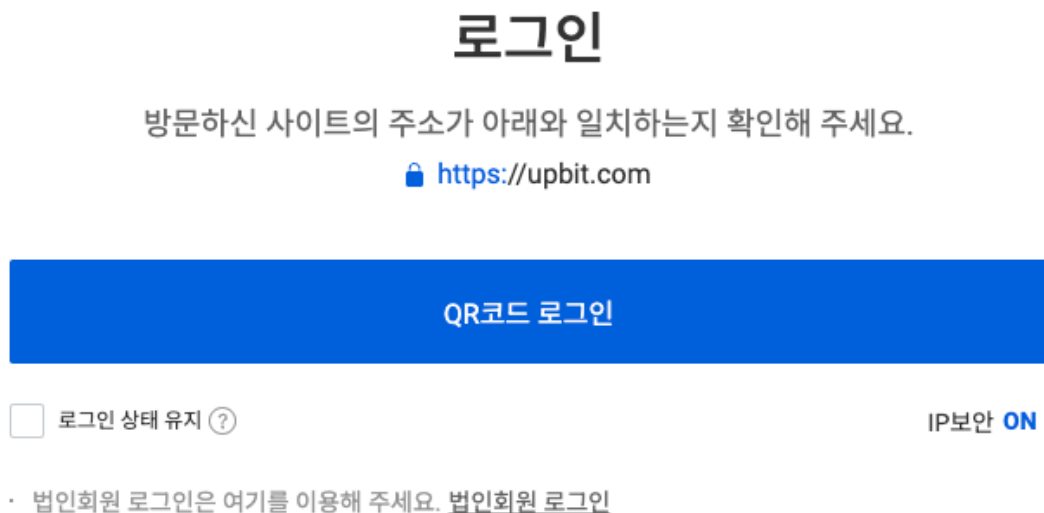 로그인
방문하신 사이트의 주소가 아래와 일치하는지 확인해 주세요.
https://upbit.com
QR코드 로그인
로그인 상태 유지 ?
IP보안 ON
· 법인회원 로그인은 여기를 이용해 주세요. 법인회원 로그인